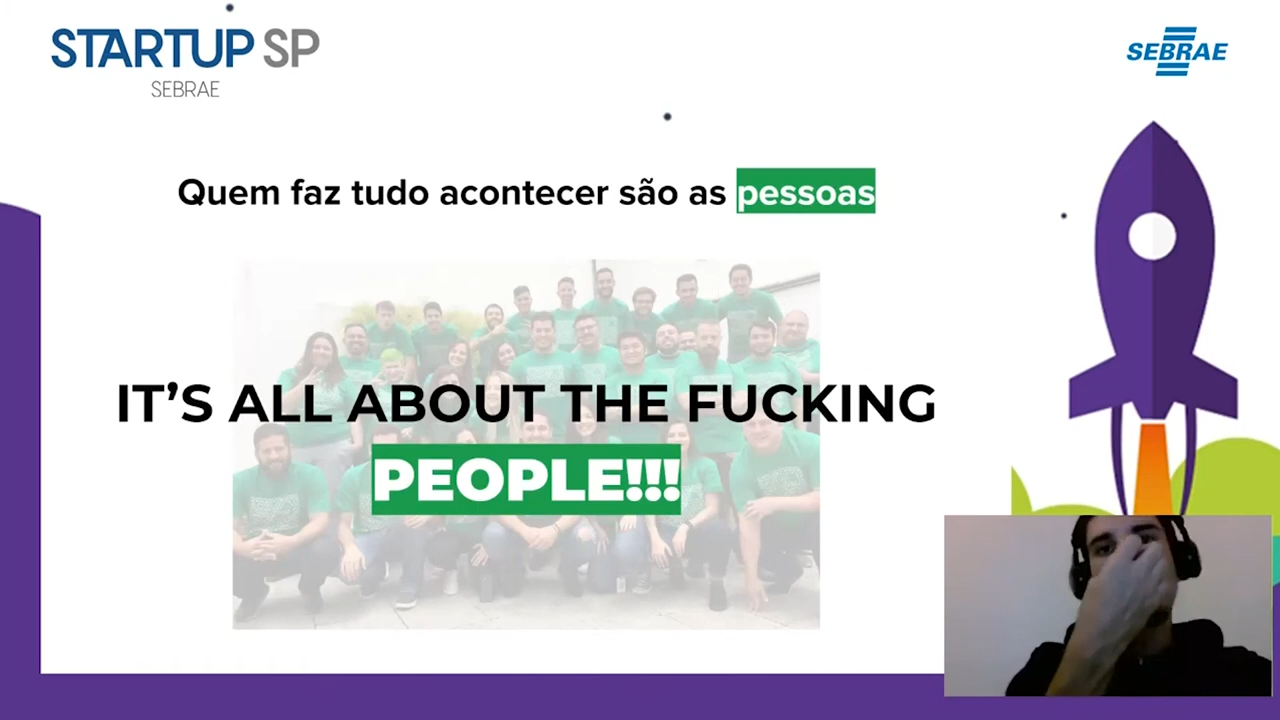 STARTUP SP
SEBRAE
SEBRAE
Quem faz tudo acontecer são as pessoas
IT'S ALL ABOUT THE FUCKING
PEOPLE!!!